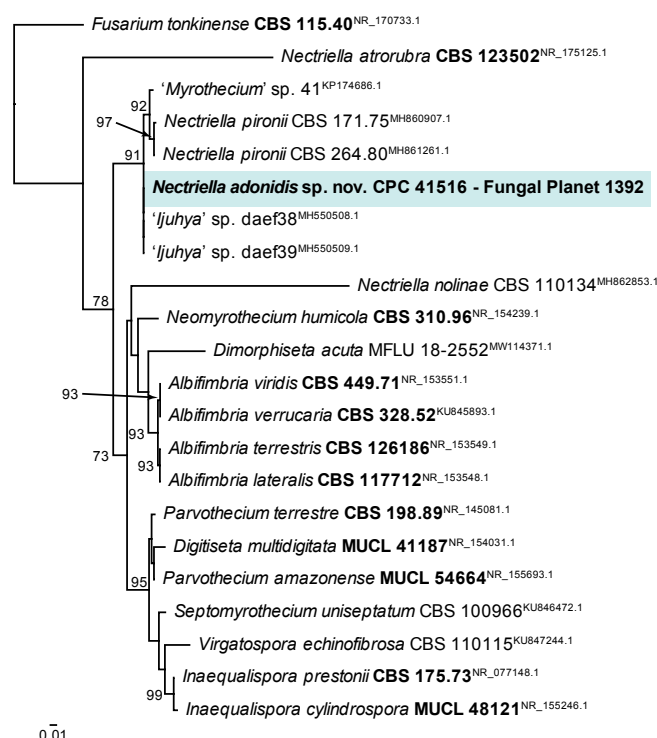 Fusarium tonkinense CBS 115.40NR_170733.1
Nectriella atrorubra CBS 123502NR_175125.1
'Myrothecium' sp. 41KP174686.1
92
97
Nectriella pironii CBS 171.75MH860907.1
Nectriella pironii CBS 264.80MH861261.1
91
Nectriella adonidis sp. nov. CPC 41516 - Fungal Planet 1392
'Ijuhya' sp. daef38MH550508.1
'Ijuhya' sp. daef39MH550509.1
78
Nectriella nolinae CBS 110134MH862853.1
Neomyrothecium humicola CBS 310.96NR_154239.1
Dimorphiseta acuta MFLU 18-2552MW114371.1
Albifimbria viridis CBS 449.71NR_153551.1
93
Albifimbria verrucaria CBS 328.52KU845893.1
93
Albifimbria terrestris CBS 126186NR_153549.1
73
93
Albifimbria lateralis CBS 117712NR_153548.1
Parvothecium terrestre CBS 198.89NR_145081.1
Digitiseta multidigitata MUCL 41187NR_154031.1
95
Parvothecium amazonense MUCL 54664NR_155693.1
Septomyrothecium uniseptatum CBS 100966KU846472.1
Virgatospora echinofibrosa CBS 110115KU847244.1
Inaequalispora prestonii CBS 175.73NR_077148.1
99
Inaequalispora cylindrospora MUCL 48121NR_155246.1
0.01